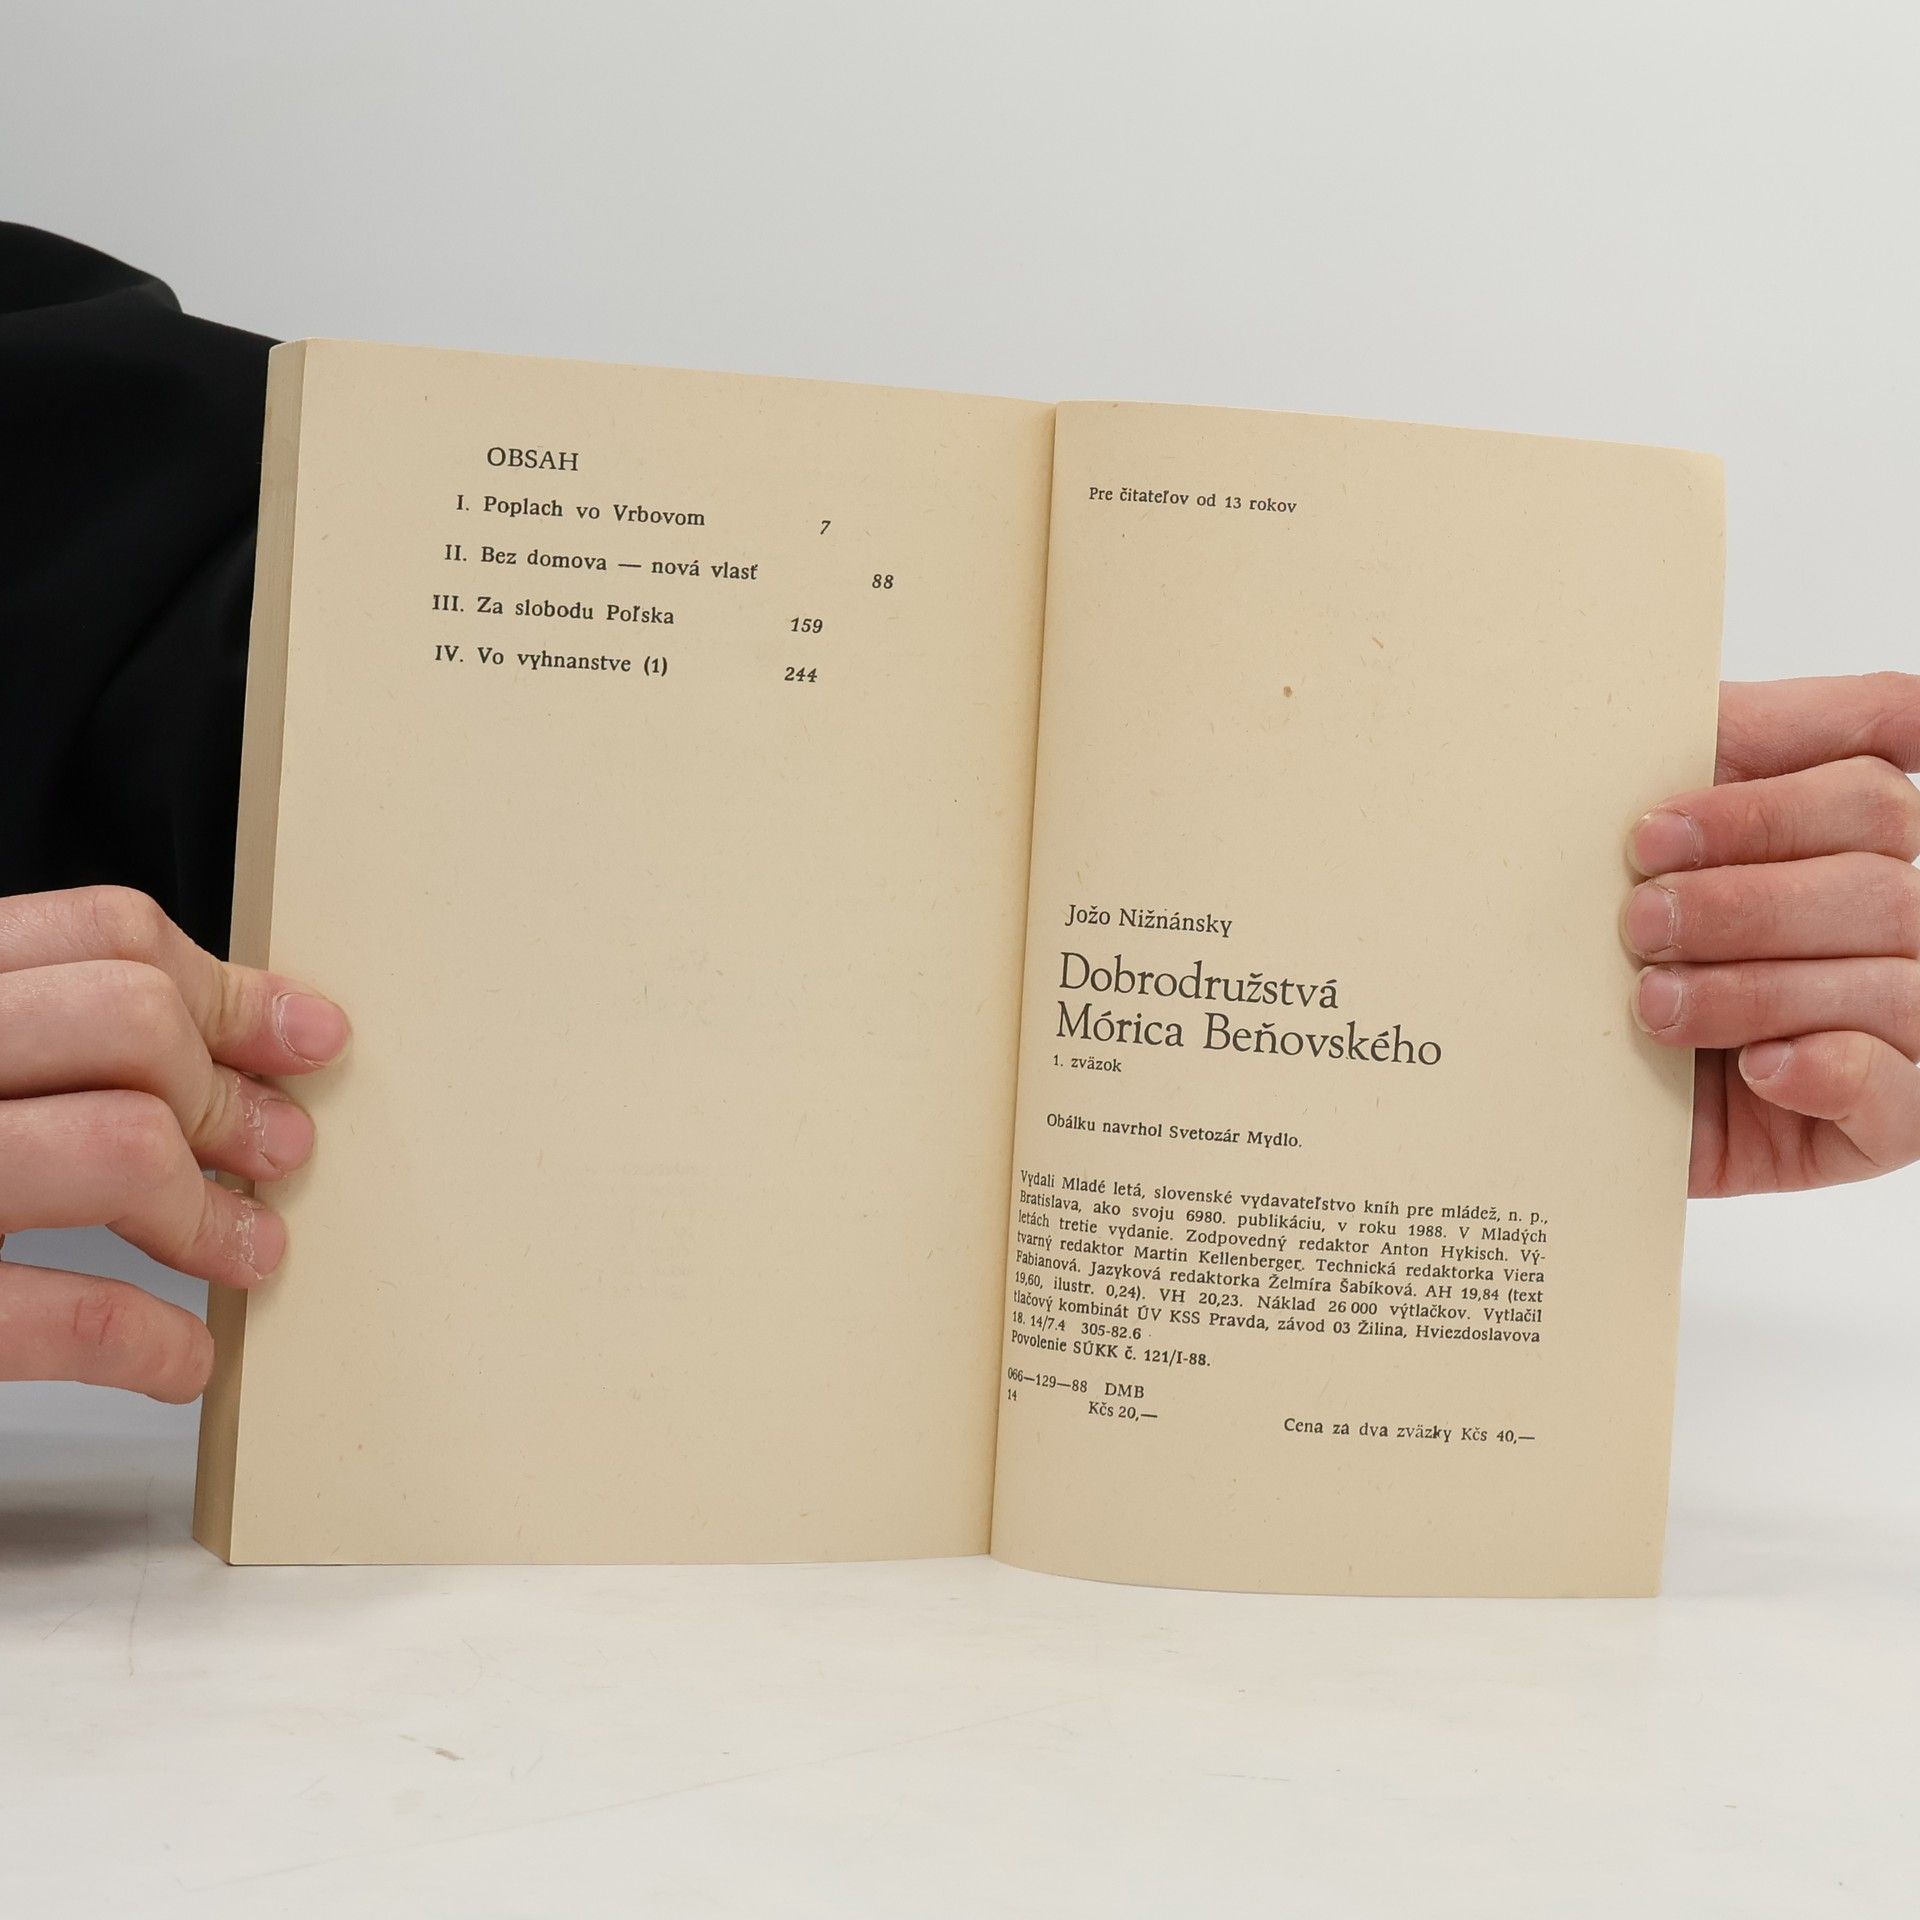 OBSAH
I. Poplach vo Vrbovom 7
II. Bez domova — nová vlasť 88
III. Za slobodu Poľska 159
IV. Vo vyhnanstve (1) 244
Pre čitateľov od 13 rokov
Jožo Nižnánsky
Dobrodružstvá
Mórica Beňovského
1. zväzok
Obálku navrhol Svetozár Mydlo.
Vydali Mladé letá, slovenské vydavateľstvo kníh pre mládež, n. p.,
Bratislava, ako svoju 6980. publikáciu, v roku 1988. V Mladých
letách tretie vydanie. Zodpovedný redaktor Anton Hykisch. Vý-
tvarný redaktor Martin Kellenberger. Technická redaktorka Viera
Fabianová. Jazyková redaktorka Želmíra Šabíková. AH 19,84 (text
19,60, ilustr. 0,24). VH 20,23. Náklad 26 000 výtlačkov. Vytlačil
tlačový kombinát ÚV KSS Pravda, závod 03 Žilina, Hviezdoslavova
18. 14/7.4 305-82.6
Povolenie SÚKK č. 121/I-88.
066—129—88 DMB
14
Kčs 20,—
Cena za dva zväzky Kčs 40,—